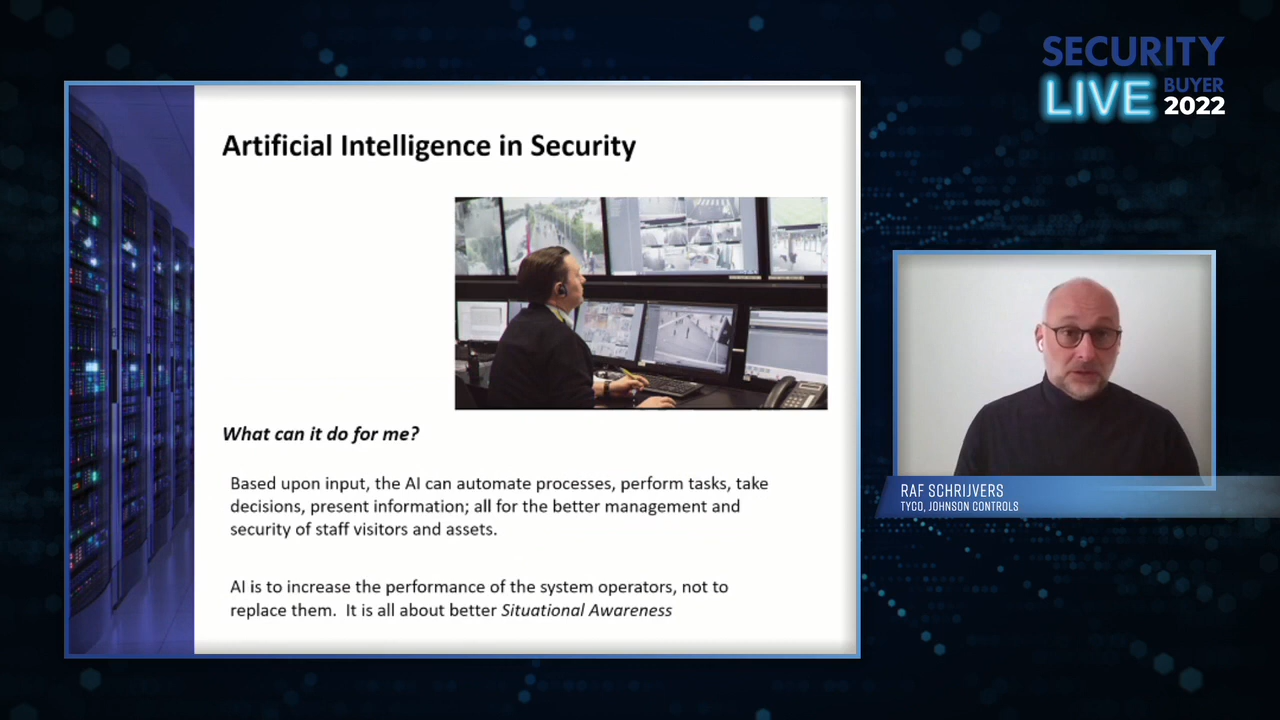 SECURITY
LIVE BUYER
2022
Artificial Intelligence in Security
What can it do for me?
Based upon input, the AI can automate processes, perform tasks, take
decisions, present information; all for the better management and
security of staff visitors and assets.
AI is to increase the performance of the system operators, not to
replace them. It is all about better Situational Awareness
RAF SCHRIJVERS
TYCO, JOHNSON CONTROLS